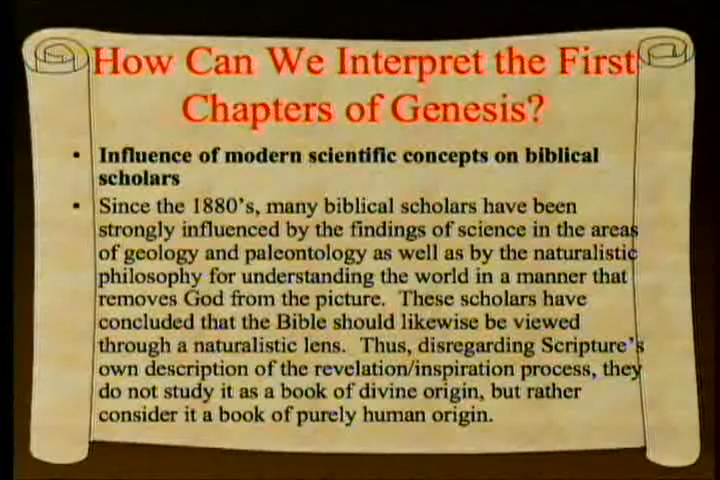 How Can We Interpret the First
Chapters of Genesis?
• Influence of modern scientific concepts on biblical
scholars
• Since the 1880's, many biblical scholars have been
strongly influenced by the findings of science in the areas
of geology and paleontology as well as by the naturalistic
philosophy for understanding the world in a manner that
removes God from the picture. These scholars have
concluded that the Bible should likewise be viewed
through a naturalistic lens. Thus, disregarding Scripture's
own description of the revelation/inspiration process, they
do not study it as a book of divine origin, but rather
consider it a book of purely human origin.